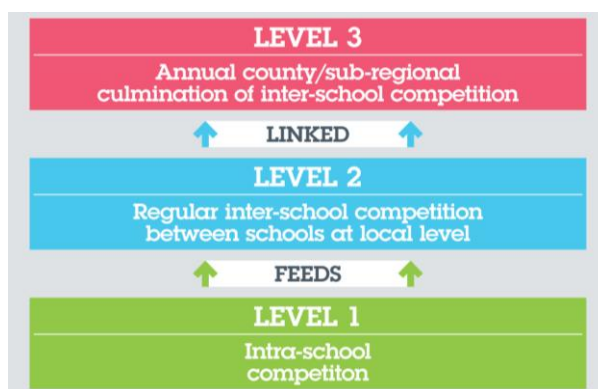 LEVEL 3
Annual county/sub-regional
culmination of inter-school competition
LINKED
LEVEL 2
Regular inter-school competition
between schools at local level
FEEDS
LEVEL 1
Intra-school
competiton